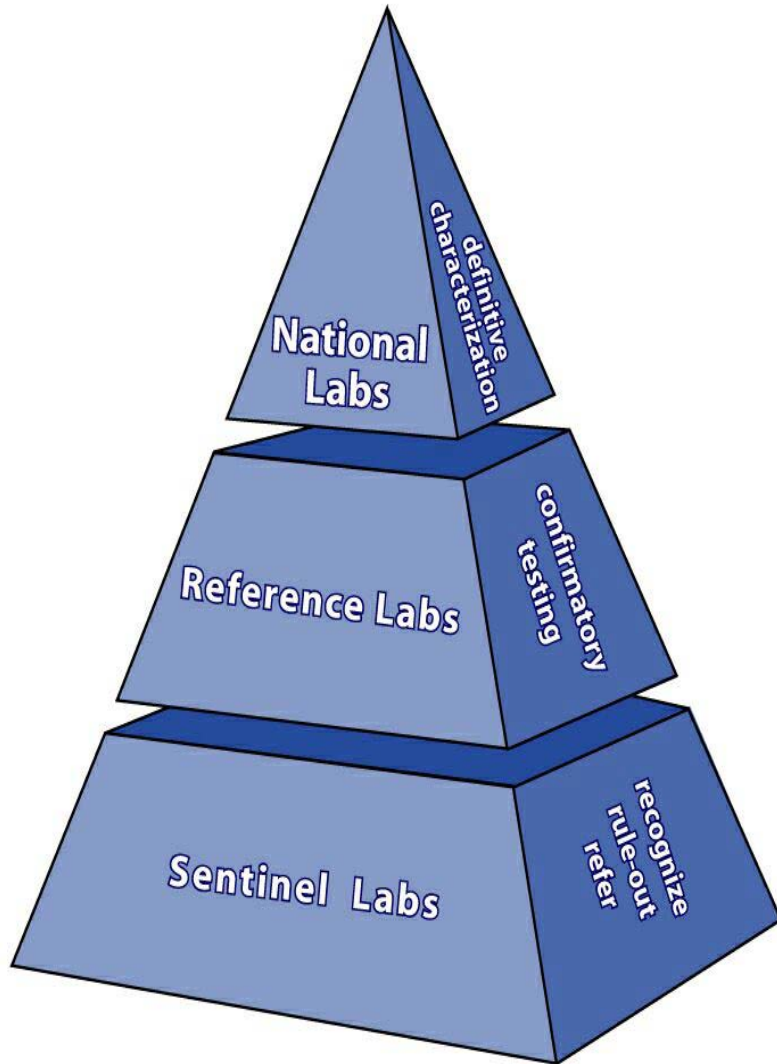 National
Labs
definitive
characterization
Reference Labs
confirmatory
testing
Sentinel Labs
recognize
rule-out
refer